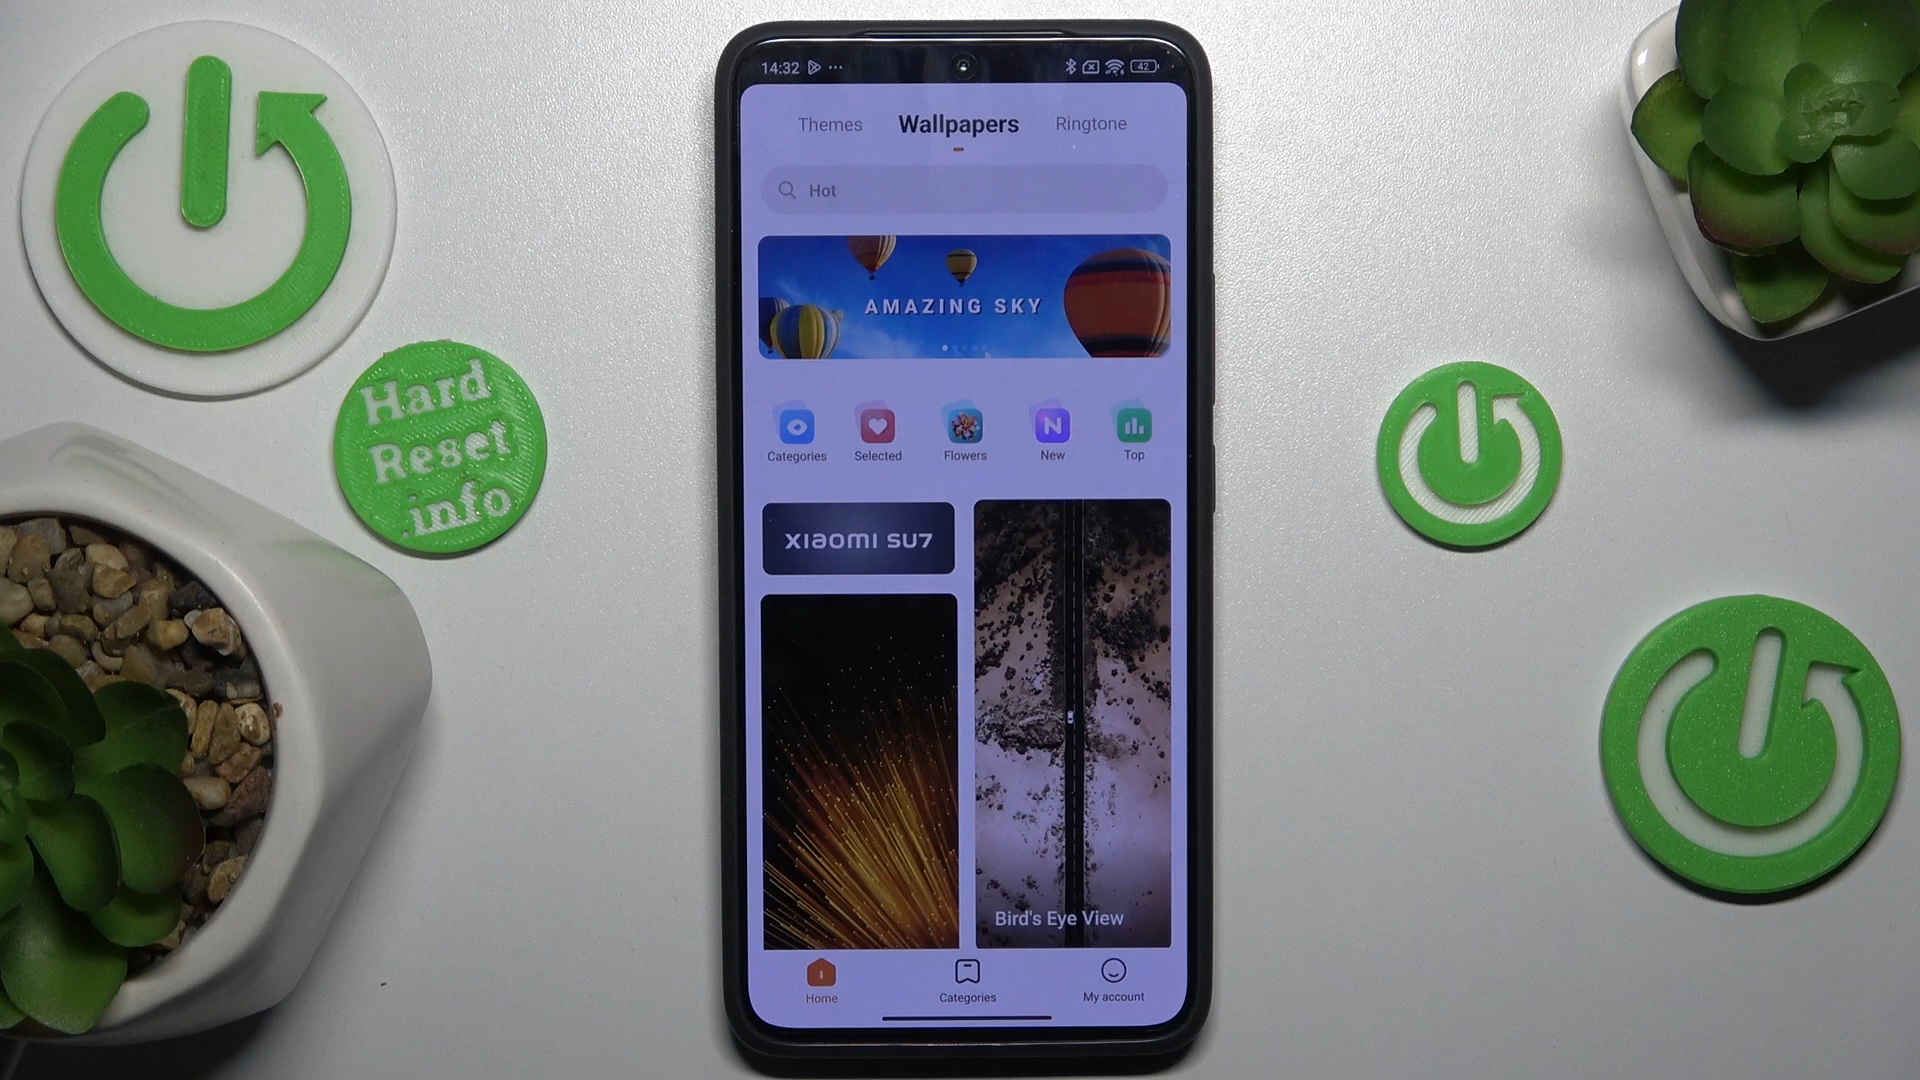 14:32
42
Themes Wallpapers Ringtone
Hot
AMAZING SKY
Categories Selected Flowers New Top
XIAOMI SU7
Bird's Eye View
Home Categories My account
Hard
Reset
.info